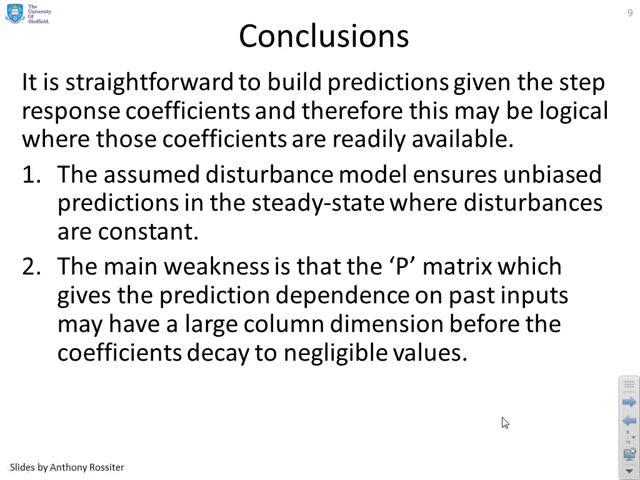 The
University
Of
Sheffield.
9
Conclusions
It is straightforward to build predictions given the step
response coefficients and therefore this may be logical
where those coefficients are readily available.
1. The assumed disturbance model ensures unbiased
predictions in the steady-state where disturbances
are constant.
2. The main weakness is that the ‘P’ matrix which
gives the prediction dependence on past inputs
may have a large column dimension before the
coefficients decay to negligible values.
Slides by Anthony Rossiter